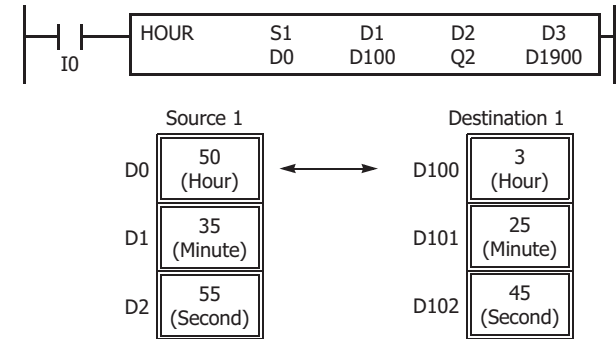 HOUR S1 D1 D2 D3
D0 D100 Q2 D1900
I0
Source 1 Destination 1
D0 50 (Hour) D100 3 (Hour)
D1 35 (Minute) D101 25 (Minute)
D2 55 (Second) D102 45 (Second)